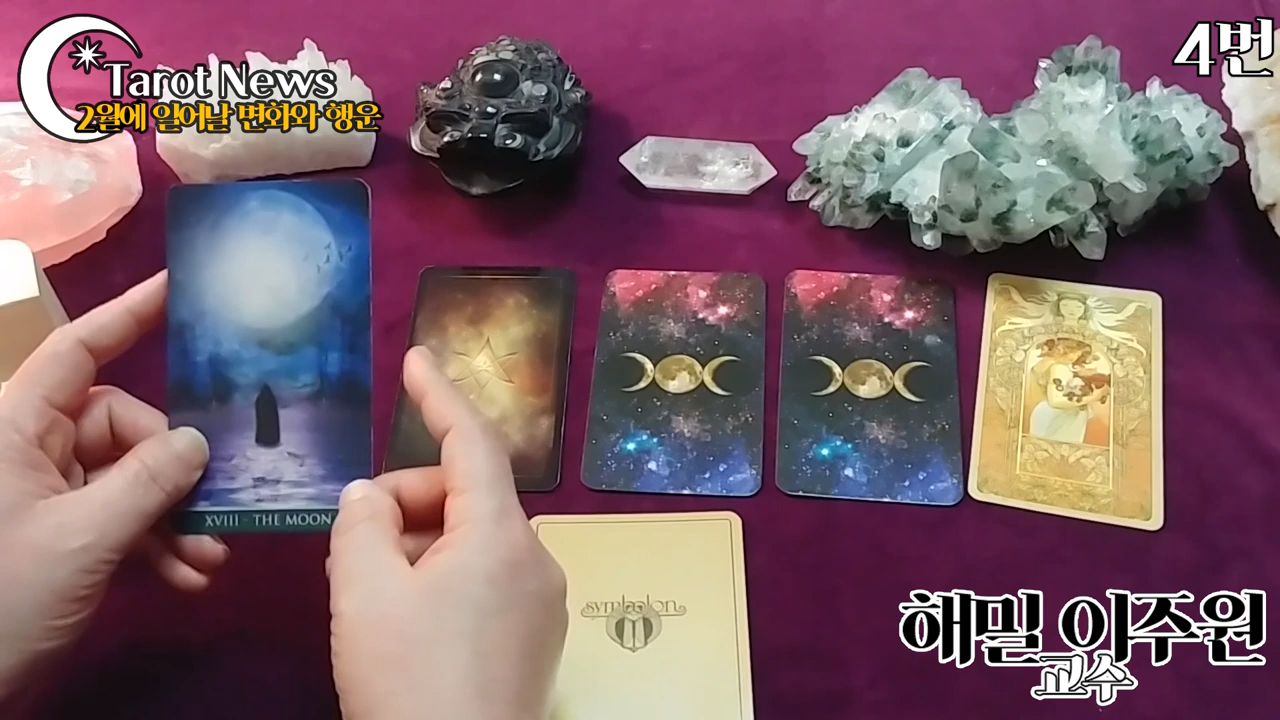 Tarot News
2월에 일어날 변화와 행운
4번
XVIII - THE MOON
symbolon
해밀 이주원
교수